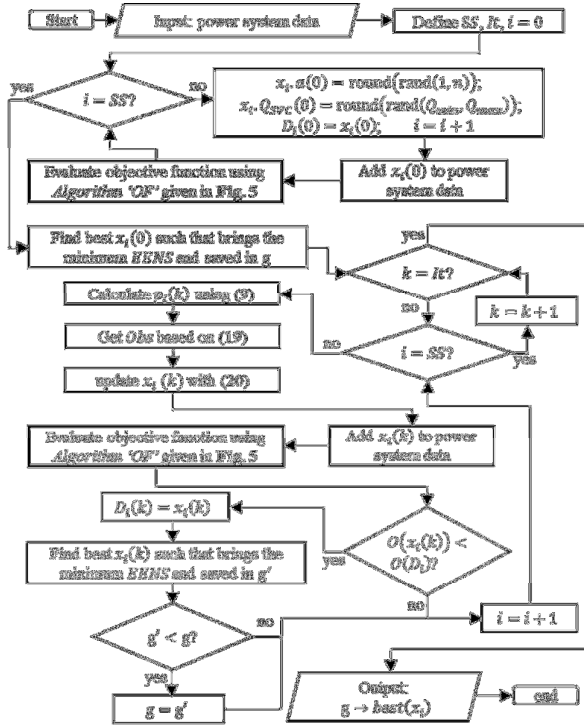 Start
Input: power system data
Define SS, It, i = 0
yes
i = SS?
no
x_i.α(0) = round(rand(1, n));
x_i.Q_SVC(0) = round(rand(Q_min, Q_max));
D_i(0) = x_i(0); i = i + 1
Evaluate objective function using
Algorithm 'OF' given in Fig. 5
Add x_i(0) to power
system data
Find best x_i(0) such that brings the
minimum EENS and saved in g
yes
k = It?
no
k = k + 1
Calculate p_i(k) using (9)
Get Obs based on (19)
update x_i(k) with (20)
no
i = SS?
yes
Evaluate objective function using
Algorithm 'OF' given in Fig. 5
Add x_i(k) to power
system data
D_i(k) = x_i(k)
yes
O(x_i(k)) <
O(D_i)?
no
Find best x_i(k) such that brings the
minimum EENS and saved in g'
g' < g?
no
yes
g = g'
i = i + 1
Output:
g → best(x_i)
end